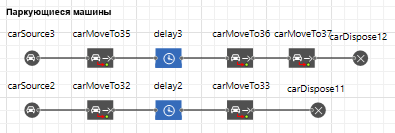 Паркующиеся машины
carSource3 carMoveTo35 delay3 carMoveTo36 carMoveTo37 carDispose12
carSource2 carMoveTo32 delay2 carMoveTo33 carDispose11